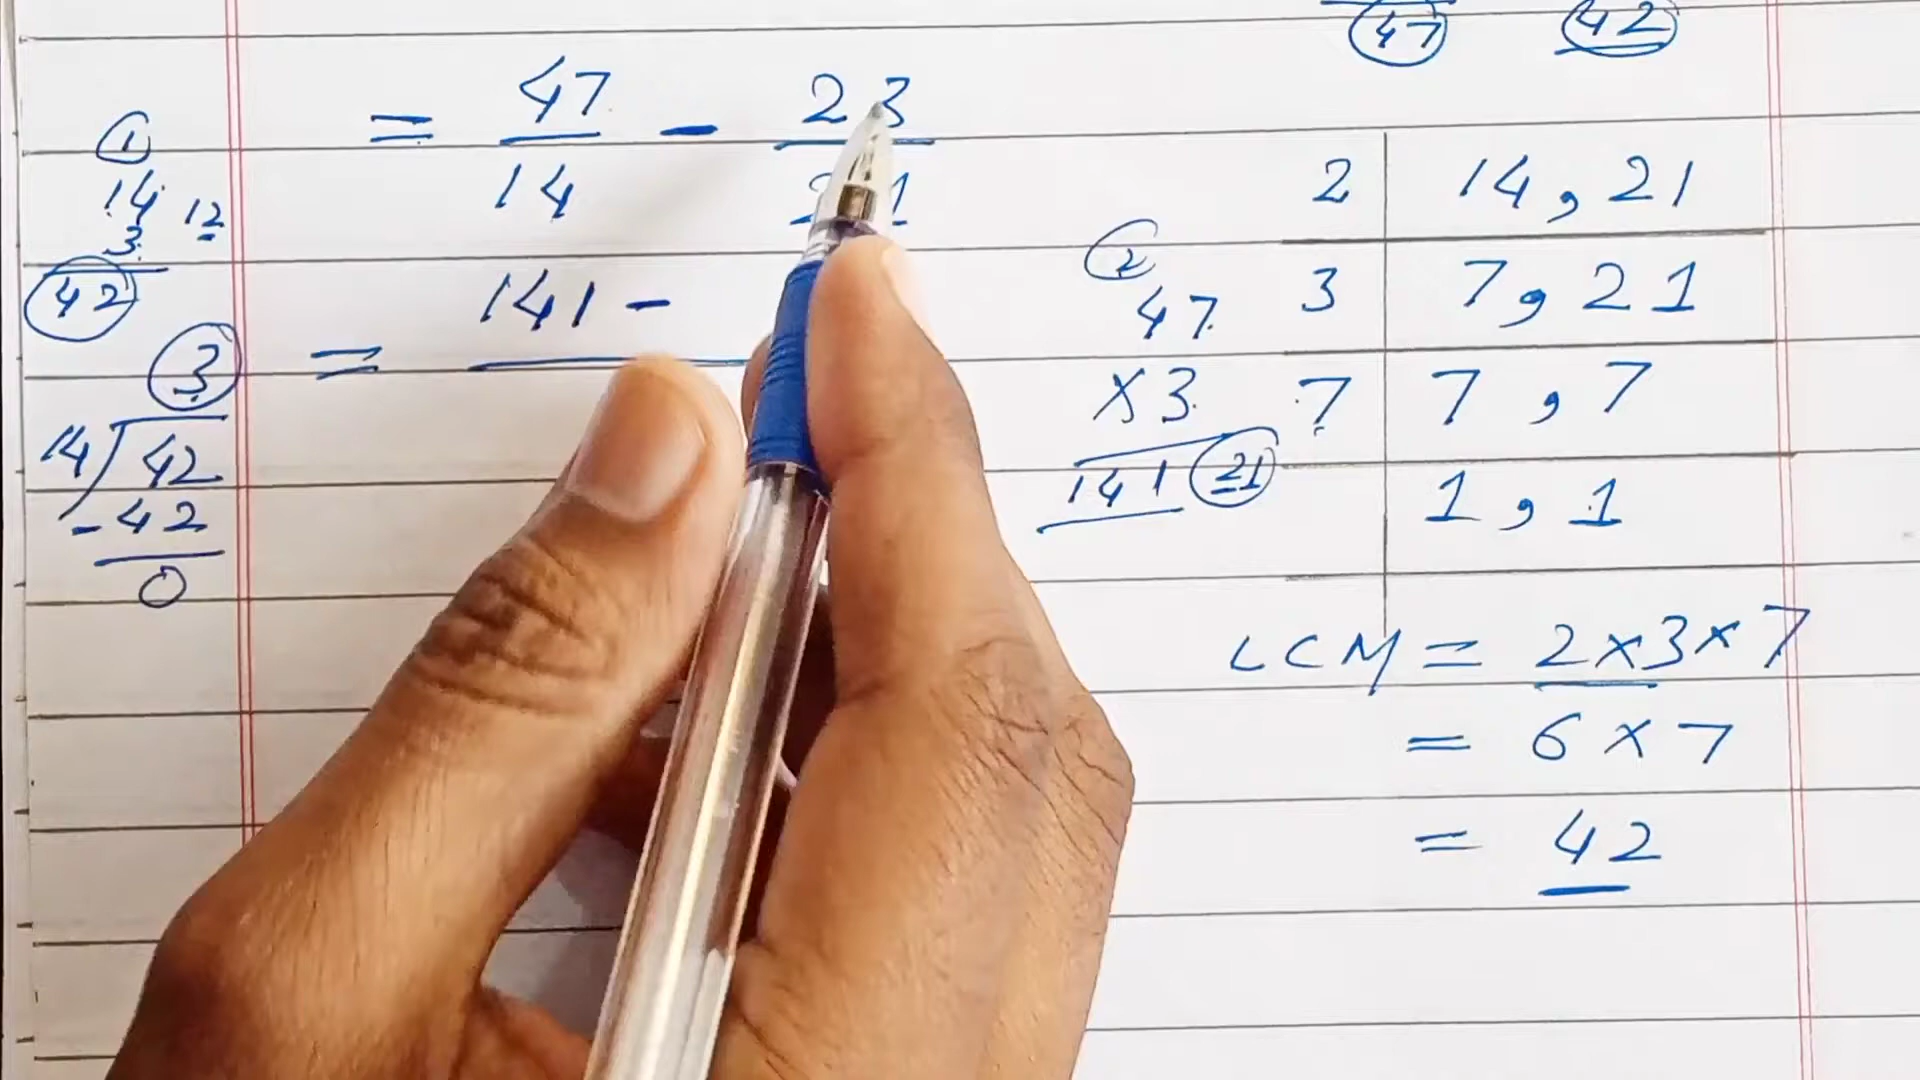 47 42
= 47/14 - 23/21
1
14 12
3
42
= 141 -
3
14)42
-42
0
2
47
×3
141 21
2 | 14, 21
3 | 7, 21
7 | 7, 7
1, 1
LCM = 2×3×7
= 6×7
= 42